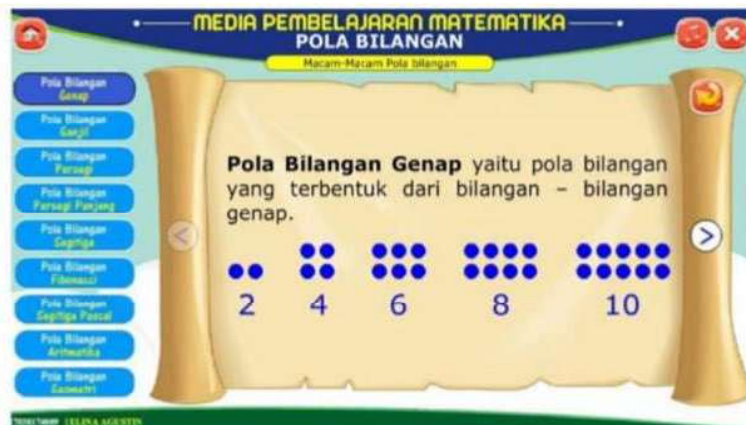 MEDIA PEMBELAJARAN MATEMATIKA
POLA BILANGAN
Macam-Macam Pola bilangan
Pola Bilangan
Genap
Pola Bilangan
Ganjil
Pola Bilangan
Persegi
Pola Bilangan
Persegi Panjang
Pola Bilangan
Segitiga
Pola Bilangan
Fibonacci
Pola Bilangan
Segitiga Pascal
Pola Bilangan
Aritmatika
Pola Bilangan
Geometri
Pola Bilangan Genap yaitu pola bilangan
yang terbentuk dari bilangan – bilangan
genap.
2 4 6 8 10
<
>
CELINA AGUSTIN